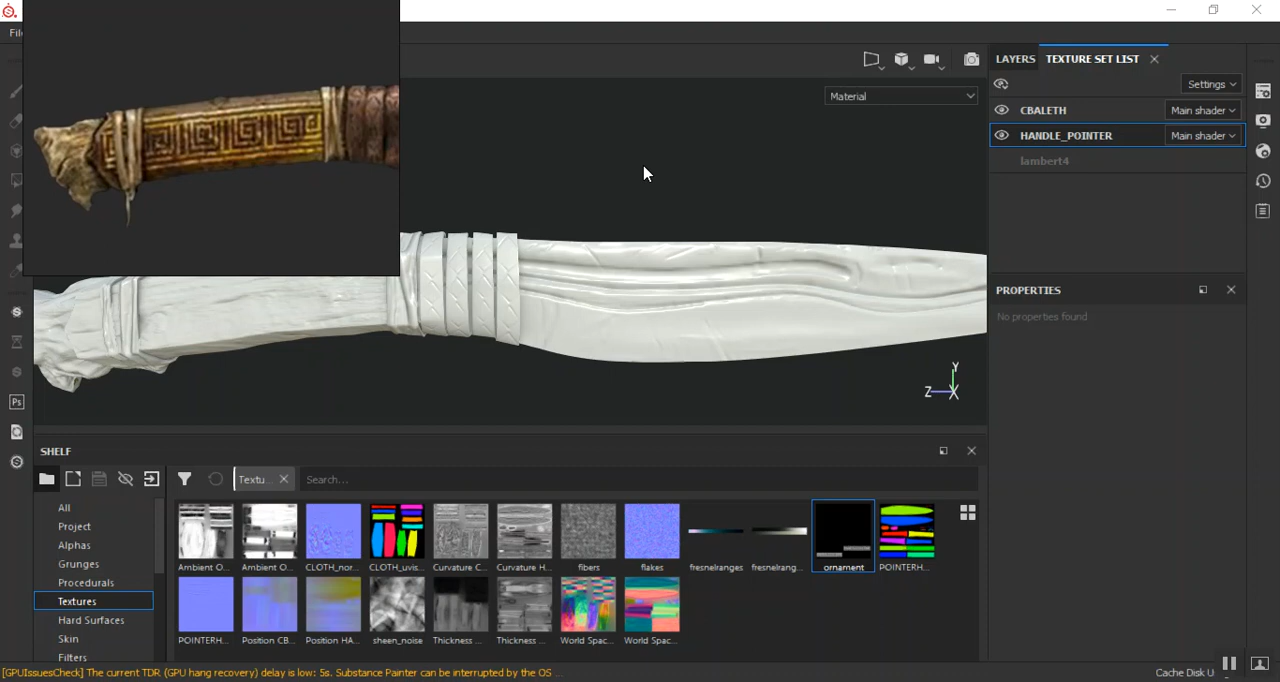 Fil
Material
LAYERS
TEXTURE SET LIST
Settings
CBALETH
Main shader
HANDLE_POINTER
Main shader
lambert4
PROPERTIES
No properties found
Y
Z
X
Ps
SHELF
Textu...
Search...
All
Project
Alphas
Grunges
Procedurals
Textures
Hard Surfaces
Skin
Filters
Ambient O...
Ambient O...
CLOTH_nor...
CLOTH_uvis...
Curvature C...
Curvature H...
fibers
flakes
fresnelranges
fresnelrang...
ornament
POINTERH...
POINTERH...
Position CB...
Position HA...
sheen_noise
Thickness ...
Thickness ...
World Spac...
World Spac...
[GPUIssuesCheck] The current TDR (GPU hang recovery) delay is low: 5s. Substance Painter can be interrupted by the OS ...
Cache Disk U